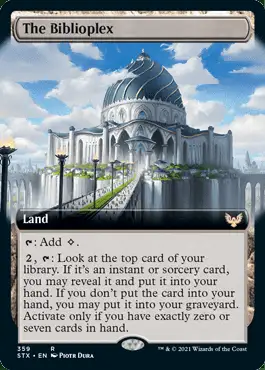 The Biblioplex
Land
: Add .
2, : Look at the top card of your
library. If it's an instant or sorcery card,
you may reveal it and put it into your
hand. If you don't put the card into your
hand, you may put it into your graveyard.
Activate only if you have exactly zero or
seven cards in hand.
359 R
STX • EN Piotr Dura
™ & © 2021 Wizards of the Coast